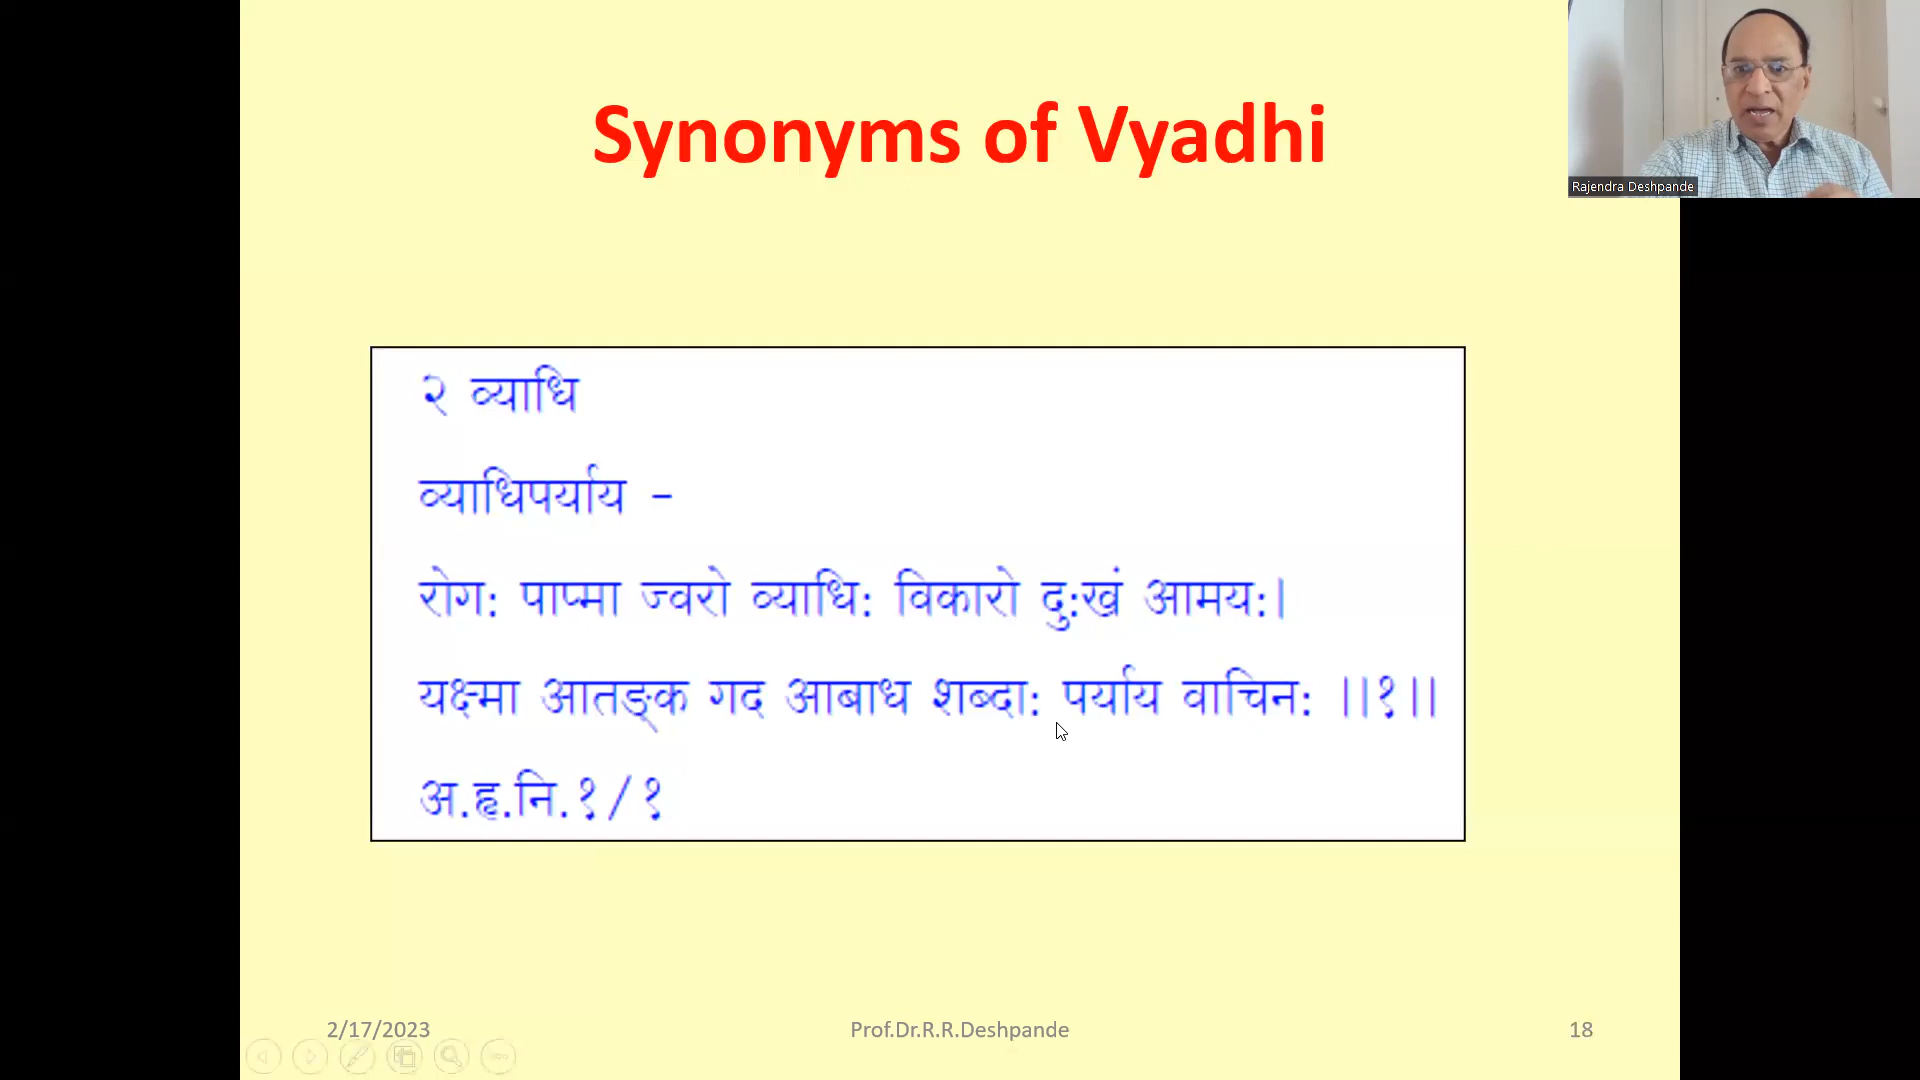 Synonyms of Vyadhi
Rajendra Deshpande
२ व्याधि
व्याधिपर्याय -
रोग: पाप्मा ज्वरो व्याधि: विकारो दु:खं आमय:।
यक्ष्मा आतङ्क गद आबाध शब्दा: पर्याय वाचिन: ।।१।।
अ.हृ.नि.१/१
2/17/2023
Prof.Dr.R.R.Deshpande
18